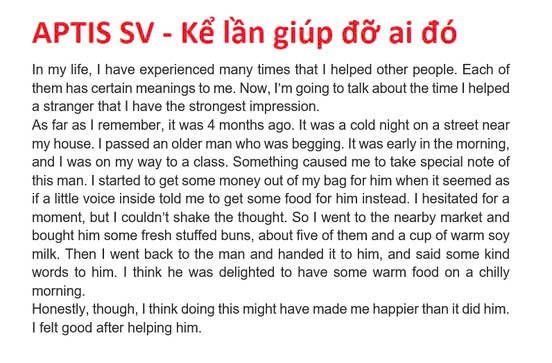 APTIS SV - Kể lần giúp đỡ ai đó
In my life, I have experienced many times that I helped other people. Each of
them has certain meanings to me. Now, I'm going to talk about the time I helped
a stranger that I have the strongest impression.
As far as I remember, it was 4 months ago. It was a cold night on a street near
my house. I passed an older man who was begging. It was early in the morning,
and I was on my way to a class. Something caused me to take special note of
this man. I started to get some money out of my bag for him when it seemed as
if a little voice inside told me to get some food for him instead. I hesitated for a
moment, but I couldn't shake the thought. So I went to the nearby market and
bought him some fresh stuffed buns, about five of them and a cup of warm soy
milk. Then I went back to the man and handed it to him, and said some kind
words to him. I think he was delighted to have some warm food on a chilly
morning.
Honestly, though, I think doing this might have made me happier than it did him.
I felt good after helping him.